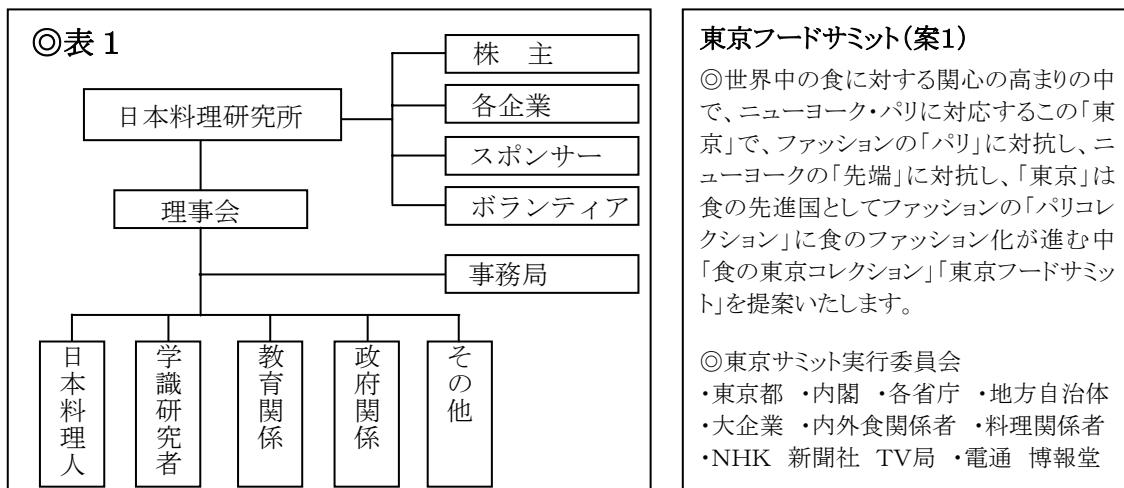 ◎表1
株　主
日本料理研究所
各企業
スポンサー
理事会
ボランティア
事務局
日本料理人
学識研究者
教育関係
政府関係
その他
東京フードサミット（案1）
◎世界中の食に対する関心の高まりの中
で、ニューヨーク・パリに対応するこの「東
京」で、ファッションの「パリ」に対抗し、ニ
ューヨークの「先端」に対抗し、「東京」は
食の先進国としてファッションの「パリコレ
クション」に食のファッション化が進む中
「食の東京コレクション」「東京フードサミッ
ト」を提案いたします。
◎東京サミット実行委員会
・東京都 ・内閣 ・各省庁 ・地方自治体
・大企業 ・内外食関係者 ・料理関係者
・NHK 新聞社 TV局 ・電通 博報堂